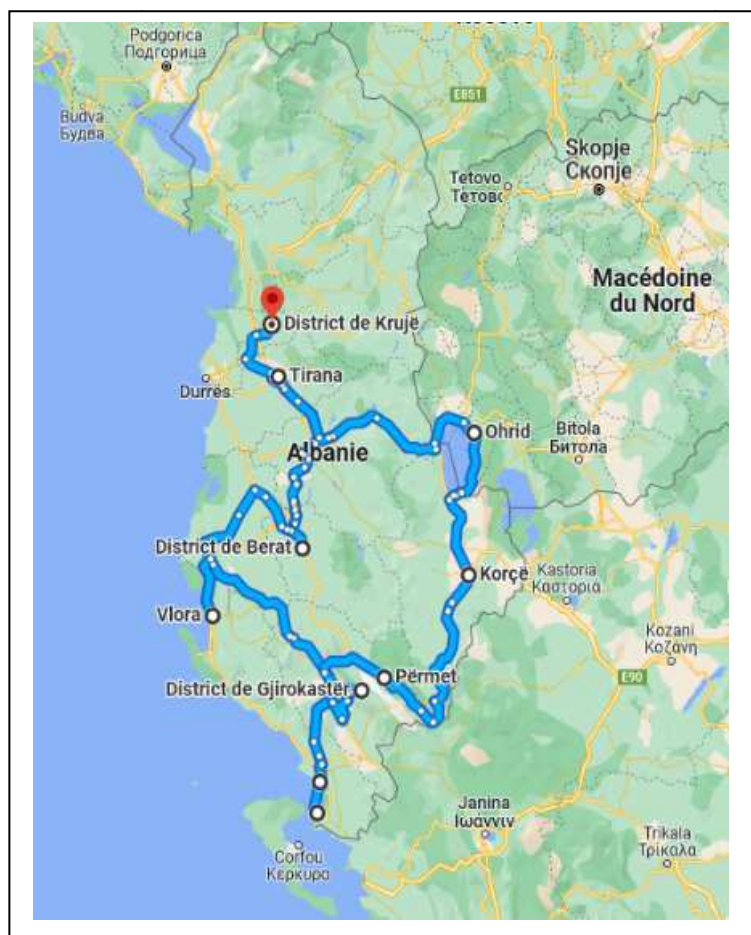 Podgorica
Подгорица
Budva
Будва
E851
Skopje
Скопје
Tetovo
Тетово
Macédoine
du Nord
District de Krujë
Tirana
Durrës
Ohrid
Bitola
Битола
Albanie
District de Berat
Korçë
Kastoria
Καστοριά
Vlora
Kozani
Κοζάνη
Përmet
E90
District de Gjirokastër
Janina
Ιωάννιν
Trikala
Τρίκαλα
Corfou
Κέρκυρα